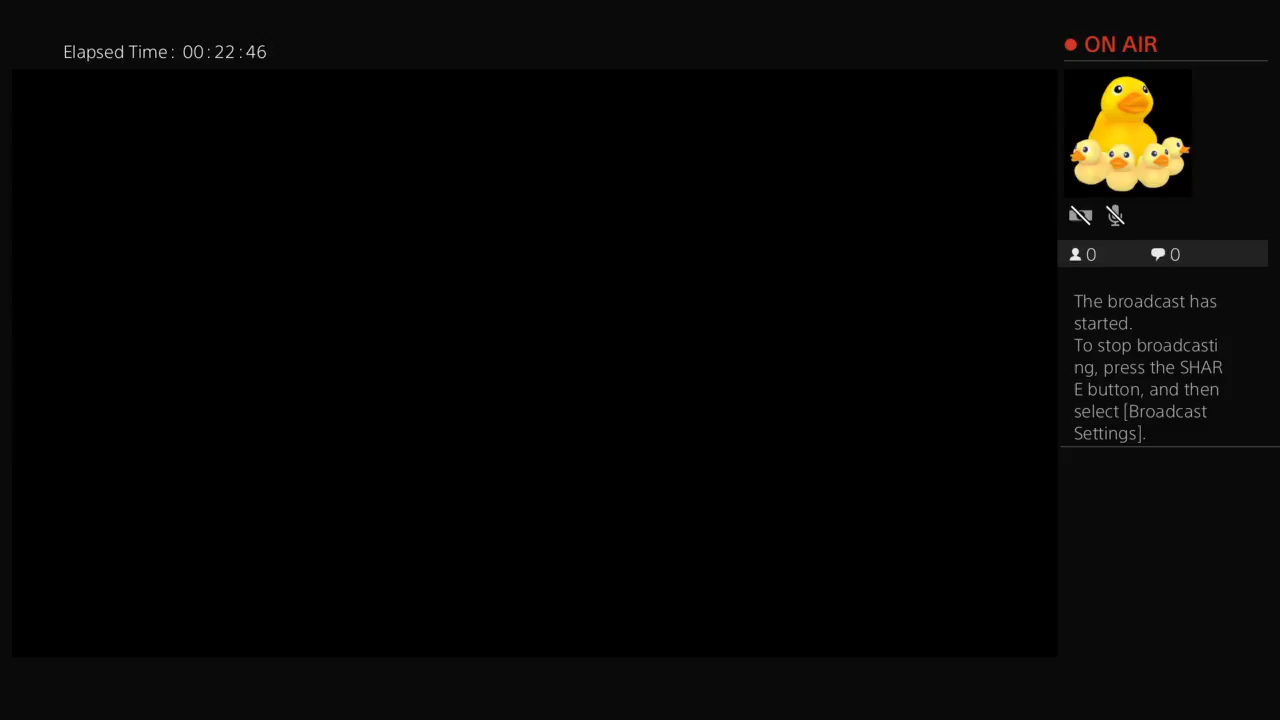 Elapsed Time: 00:22:46
ON AIR
0 0
The broadcast has
started.
To stop broadcasti
ng, press the SHAR
E button, and then
select [Broadcast
Settings].